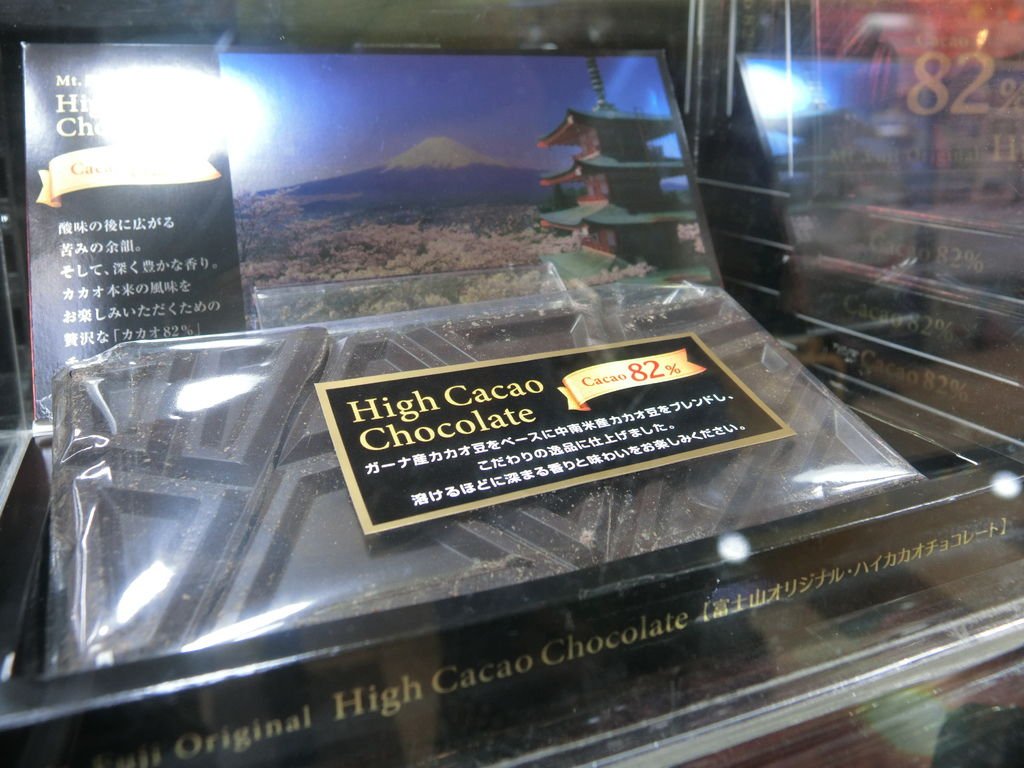 Mt.
酸味の後に広がる
苦みの余韻。
そして、深く豊かな香り。
カカオ本来の風味を
お楽しみいただくための
贅沢な「カカオ82%」
High Cacao
Chocolate
Cacao 82%
ガーナ産カカオ豆をベースに中南米産カカオ豆をブレンドし、
こだわりの逸品に仕上げました。
溶けるほどに深まる香りと味わいをお楽しみください。
Fuji Original High Cacao Chocolate【富士山オリジナル・ハイカカオチョコレート】
Cacao
82%
Mt. Fuji Original
Cacao 82%
Cacao 82%
Cacao 82%